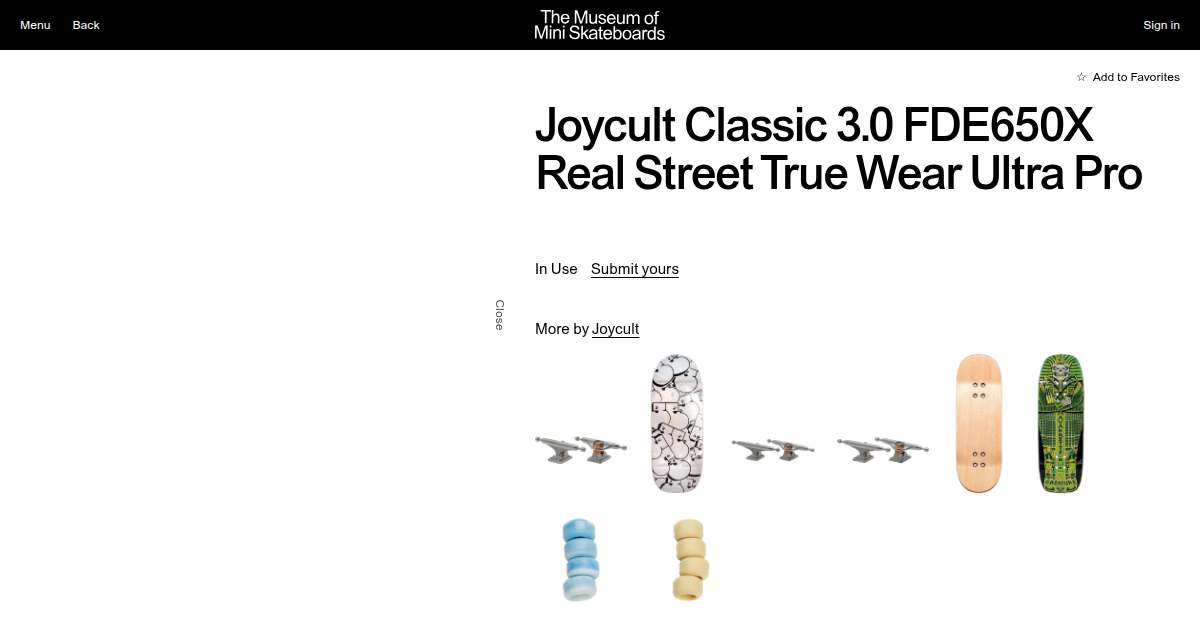 Menu
Back
The Museum of
Mini Skateboards
Sign in
☆ Add to Favorites
Joycult Classic 3.0 FDE650X
Real Street True Wear Ultra Pro
In Use Submit yours
Close
More by Joycult